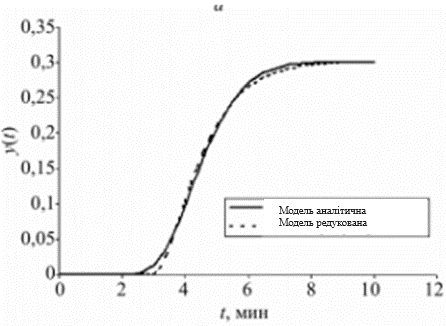 а
0,35
0,3
0,25
0,2
0,15
0,1
0,05
0
y(t)
Модель аналітична
Модель редукована
0 2 4 6 8 10 12
t, мин